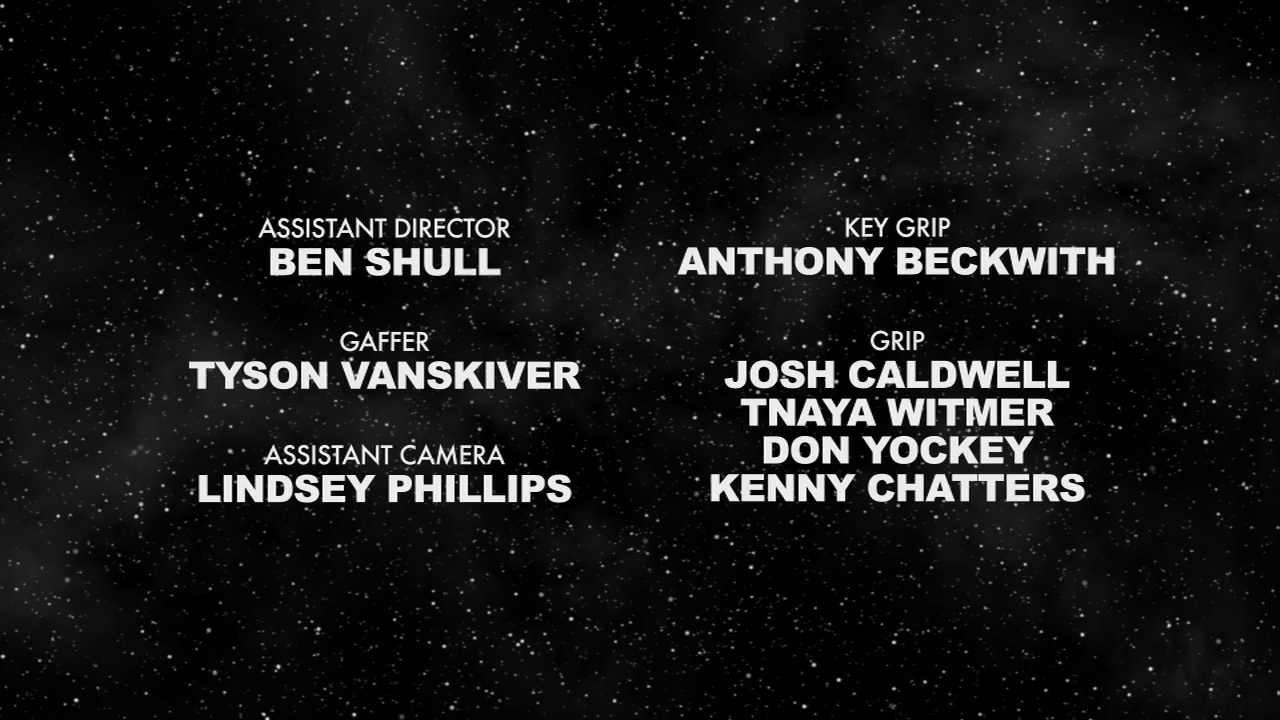 ASSISTANT DIRECTOR
BEN SHULL
GAFFER
TYSON VANSKIVER
ASSISTANT CAMERA
LINDSEY PHILLIPS
KEY GRIP
ANTHONY BECKWITH
GRIP
JOSH CALDWELL
TNAYA WITMER
DON YOCKEY
KENNY CHATTERS